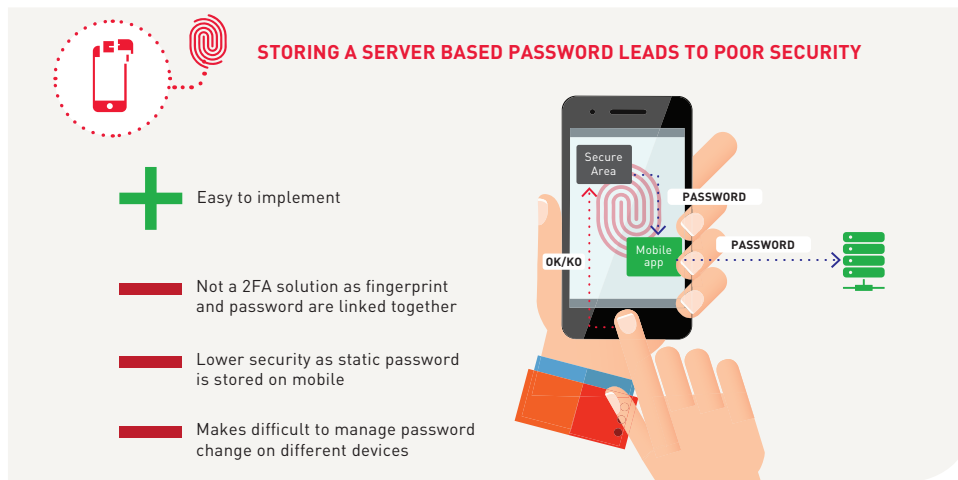 STORING A SERVER BASED PASSWORD LEADS TO POOR SECURITY
Easy to implement
Not a 2FA solution as fingerprint
and password are linked together
Lower security as static password
is stored on mobile
Makes difficult to manage password
change on different devices
Secure
Area
PASSWORD
Mobile
app
PASSWORD
OK/KO